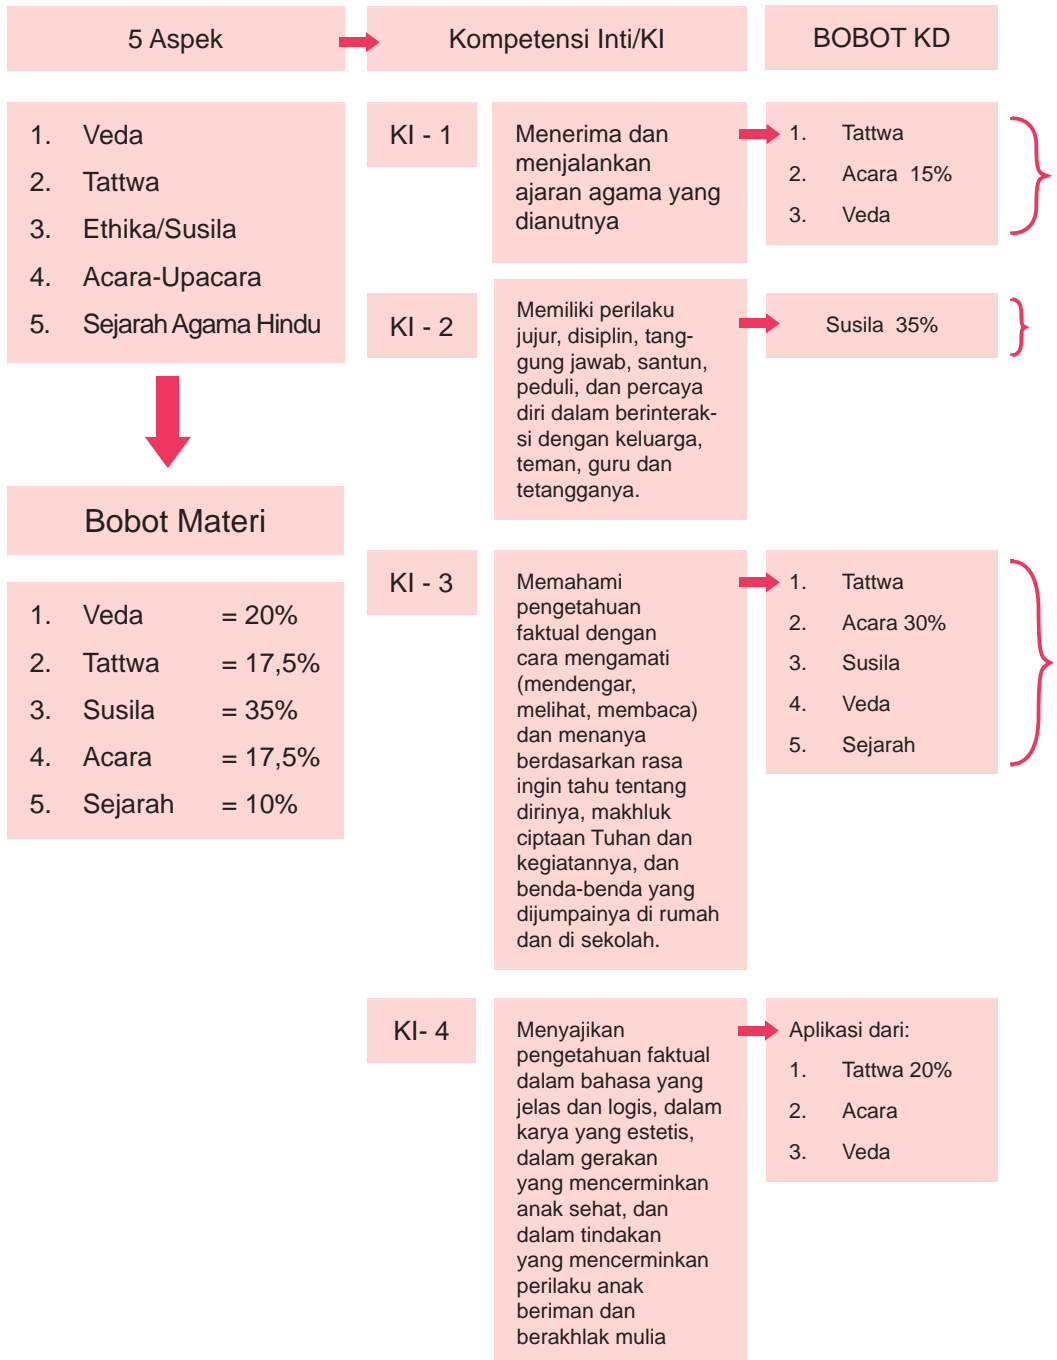 5 Aspek
Kompetensi Inti/KI
BOBOT KD
1. Veda
2. Tattwa
3. Ethika/Susila
4. Acara-Upacara
5. Sejarah Agama Hindu
Bobot Materi
1. Veda = 20%
2. Tattwa = 17,5%
3. Susila = 35%
4. Acara = 17,5%
5. Sejarah = 10%
KI - 1
Menerima dan
menjalankan
ajaran agama yang
dianutnya
1. Tattwa
2. Acara 15%
3. Veda
KI - 2
Memiliki perilaku
jujur, disiplin, tang-
gung jawab, santun,
peduli, dan percaya
diri dalam berinterak-
si dengan keluarga,
teman, guru dan
tetangganya.
Susila 35%
KI - 3
Memahami
pengetahuan
faktual dengan
cara mengamati
(mendengar,
melihat, membaca)
dan menanya
berdasarkan rasa
ingin tahu tentang
dirinya, makhluk
ciptaan Tuhan dan
kegiatannya, dan
benda-benda yang
dijumpainya di rumah
dan di sekolah.
1. Tattwa
2. Acara 30%
3. Susila
4. Veda
5. Sejarah
KI- 4
Menyajikan
pengetahuan faktual
dalam bahasa yang
jelas dan logis, dalam
karya yang estetis,
dalam gerakan
yang mencerminkan
anak sehat, dan
dalam tindakan
yang mencerminkan
perilaku anak
beriman dan
berakhlak mulia
Aplikasi dari:
1. Tattwa 20%
2. Acara
3. Veda